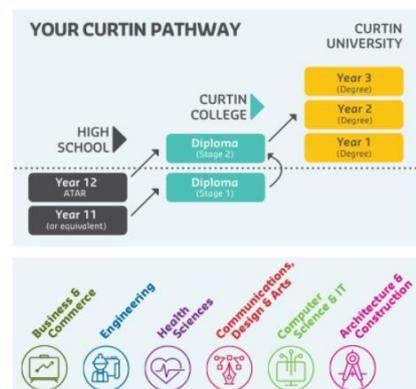 YOUR CURTIN PATHWAY
CURTIN
UNIVERSITY
Year 3
(Degree)
Year 2
(Degree)
Year 1
(Degree)
CURTIN
COLLEGE
Diploma
(Stage 2)
Diploma
(Stage 1)
HIGH
SCHOOL
Year 12
ATAR
Year 11
(or equivalent)
Business &
Commerce
Engineering
Health
Sciences
Communications,
Design & Arts
Computer
Science & IT
Architecture &
Construction